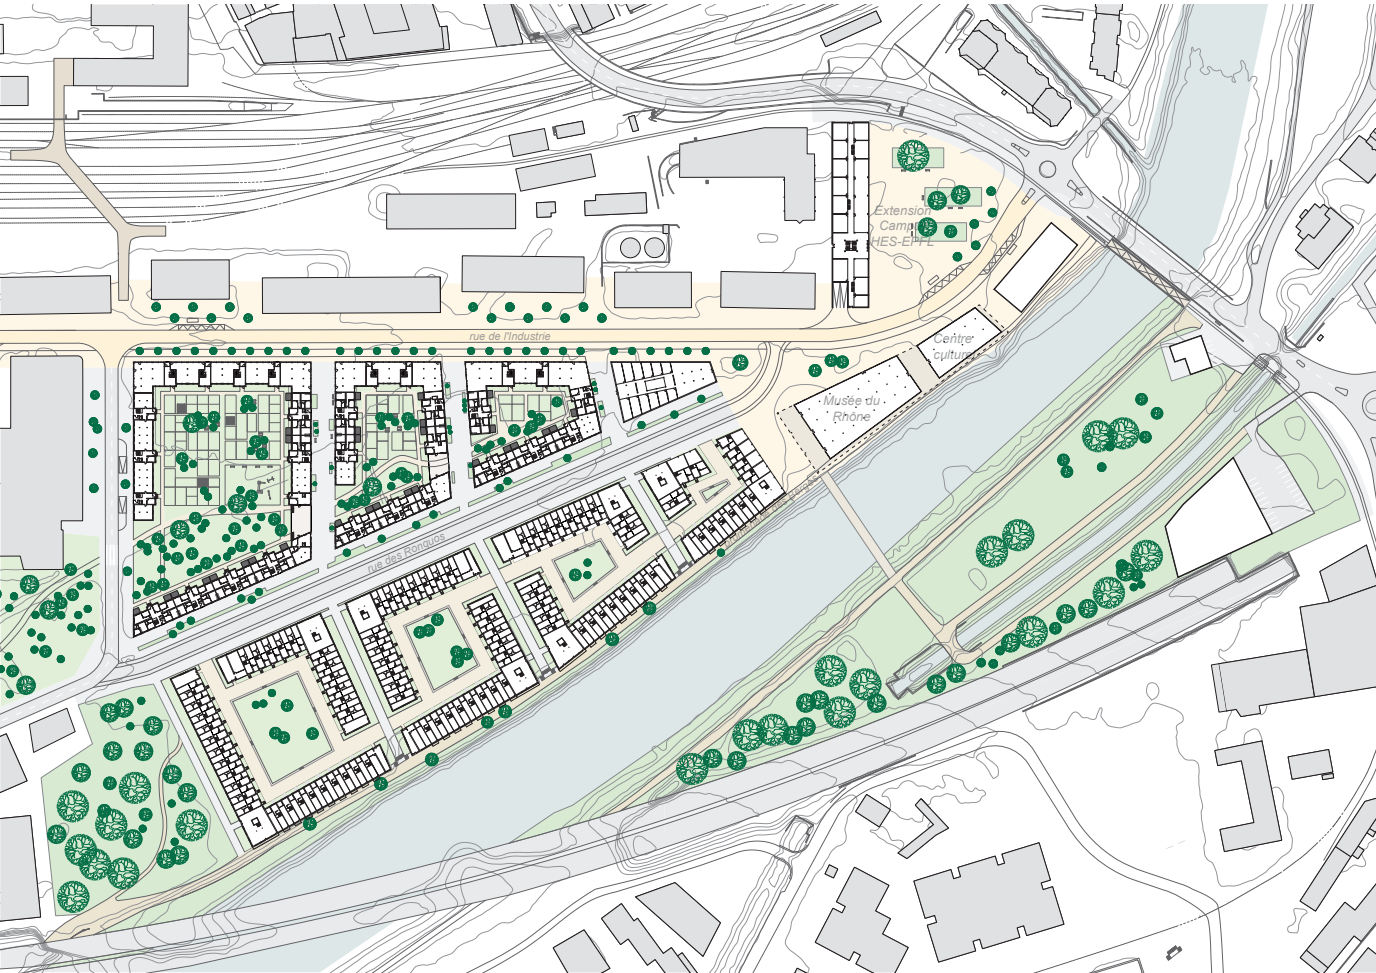 Extension
Campus
HES-EPFL
rue de l'Industrie
Centre
culturel
Musée du
Rhône
rue des Ronquos